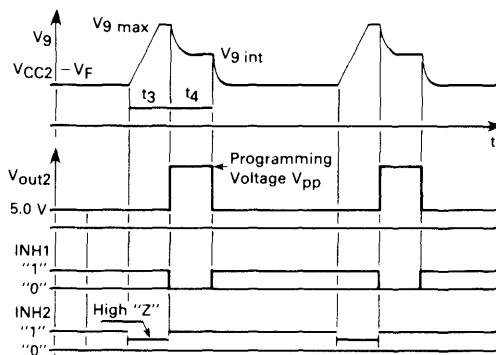 V9
V9 max
V9 int
VCC2 – VF
t3
t4
t
Vout2
Programming
Voltage Vpp
5.0 V
INH1
"1"
"0"
INH2
High "Z"
"1"
"0"